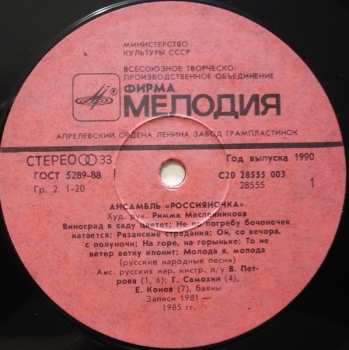 МИНИСТЕРСТВО
КУЛЬТУРЫ СССР
ВСЕСОЮЗНОЕ ТВОРЧЕСКО-
ПРОИЗВОДСТВЕННОЕ ОБЪЕДИНЕНИЕ
ФИРМА
МЕЛОДИЯ
АПРЕЛЕВСКИЙ ОРДЕНА ЛЕНИНА ЗАВОД ГРАМПЛАСТИНОК
СТЕРЕО 33
Год выпуска 1990
ГОСТ 5289-88
С20 28555 003
Гр. 2. 1-20
28555
1
АНСАМБЛЬ «РОССИЯНОЧКА»
Худ. рук. Римма Масленникова
Виноград в саду цветет; Не по погребу бочоночек
катается; Рязанские страдания; Ой, со вечора,
с полуночи; На горе, на горыньке; То не
ветер ветку клонит; Молода я, молода
(русские народные песни)
Анс. русских нар. инстр. п/у В. Пет-
рова (1, 6); Г. Самохин (4),
Е. Конов (7), баяны
Записи 1981—
1985 гг.